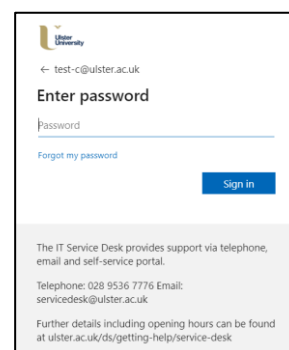 Ulster
University
← test-c@ulster.ac.uk
Enter password
Password
Forgot my password
Sign in
The IT Service Desk provides support via telephone,
email and self-service portal.
Telephone: 028 9536 7776 Email:
servicedesk@ulster.ac.uk
Further details including opening hours can be found
at ulster.ac.uk/ds/getting-help/service-desk